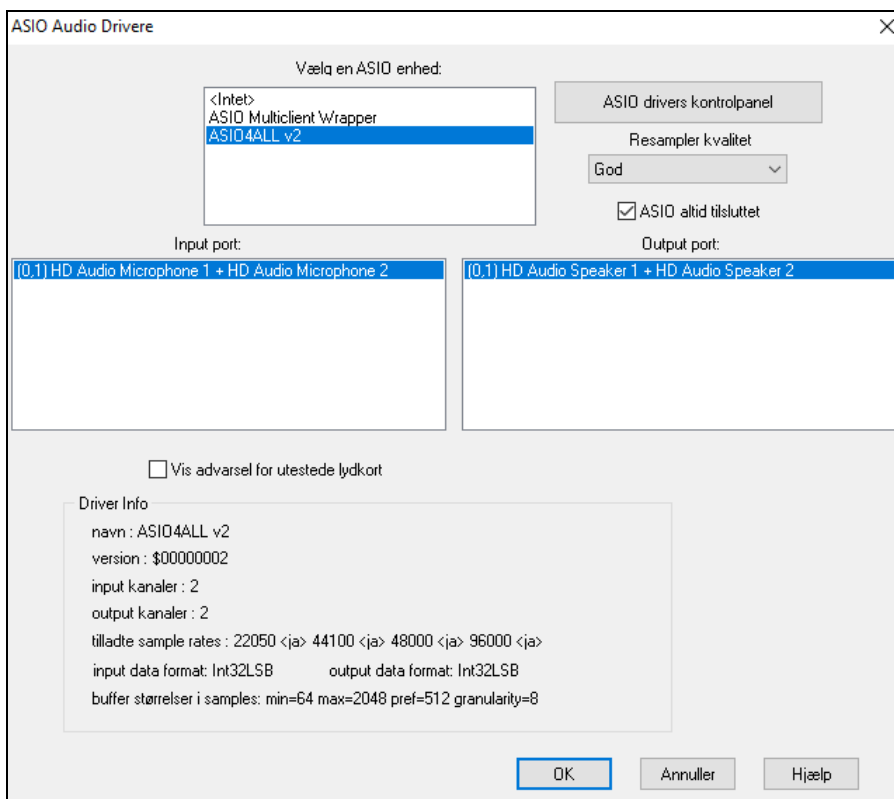 ASIO Audio Drivere
Vælg en ASIO enhed:
<Intet>
ASIO Multiclient Wrapper
ASIO4ALL v2
ASIO drivers kontrolpanel
Resampler kvalitet
God
ASIO altid tilsluttet
Input port:
(0,1) HD Audio Microphone 1 + HD Audio Microphone 2
Output port:
(0,1) HD Audio Speaker 1 + HD Audio Speaker 2
Vis advarsel for utestede lydkort
Driver Info
navn : ASIO4ALL v2
version : $00000002
input kanaler : 2
output kanaler : 2
tilladte sample rates : 22050 <ja> 44100 <ja> 48000 <ja> 96000 <ja>
input data format: Int32LSB output data format: Int32LSB
buffer størrelser i samples: min=64 max=2048 pref=512 granularity=8
OK Annuller Hjælp